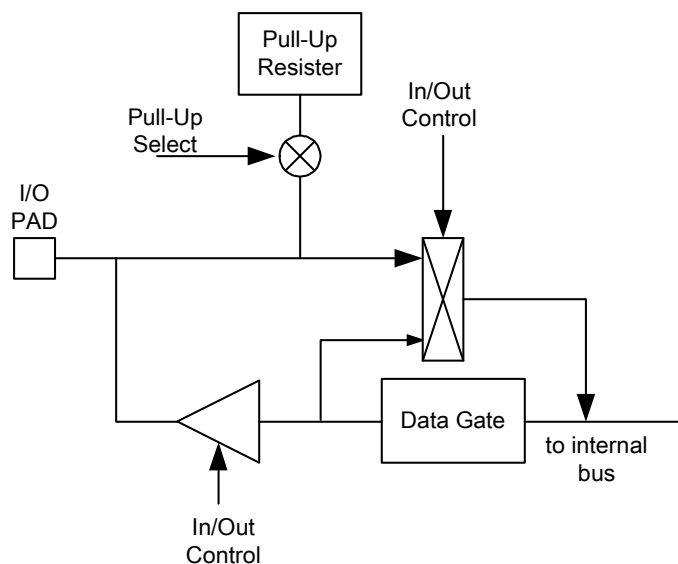 Pull-Up
Resister
Pull-Up
Select
In/Out
Control
I/O
PAD
Data Gate
to internal
bus
In/Out
Control